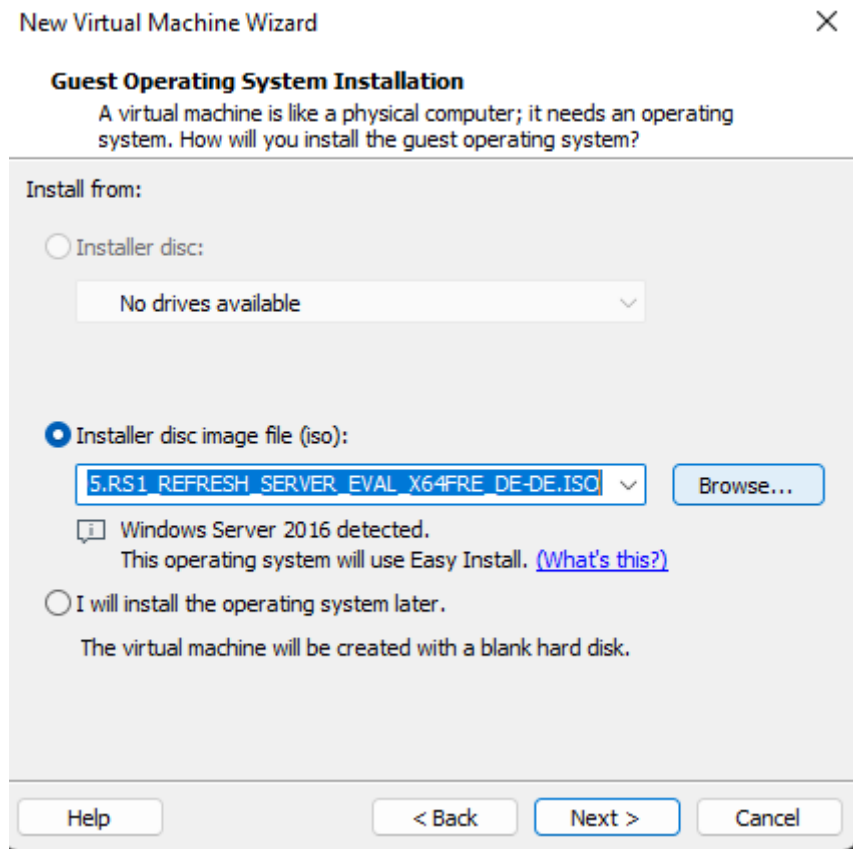 New Virtual Machine Wizard
Guest Operating System Installation
A virtual machine is like a physical computer; it needs an operating
system. How will you install the guest operating system?
Install from:
Installer disc:
No drives available
Installer disc image file (iso):
5.RS1_REFRESH_SERVER_EVAL_X64FRE_DE-DE.ISO
Browse...
Windows Server 2016 detected.
This operating system will use Easy Install. (What's this?)
I will install the operating system later.
The virtual machine will be created with a blank hard disk.
Help
< Back
Next >
Cancel